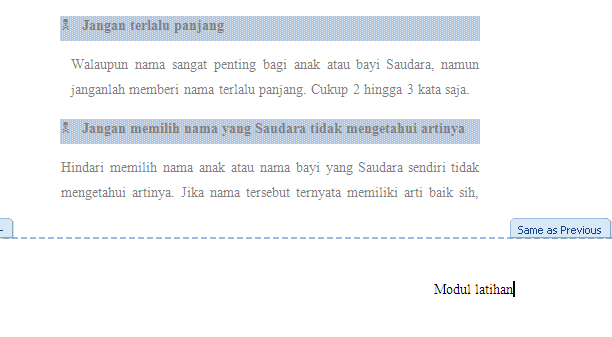 Jangan terlalu panjang
Walaupun nama sangat penting bagi anak atau bayi Saudara, namun
janganlah memberi nama terlalu panjang. Cukup 2 hingga 3 kata saja.
Jangan memilih nama yang Saudara tidak mengetahui artinya
Hindari memilih nama anak atau nama bayi yang Saudara sendiri tidak
mengetahui artinya. Jika nama tersebut ternyata memiliki arti baik sih,
Same as Previous
Modul latihan